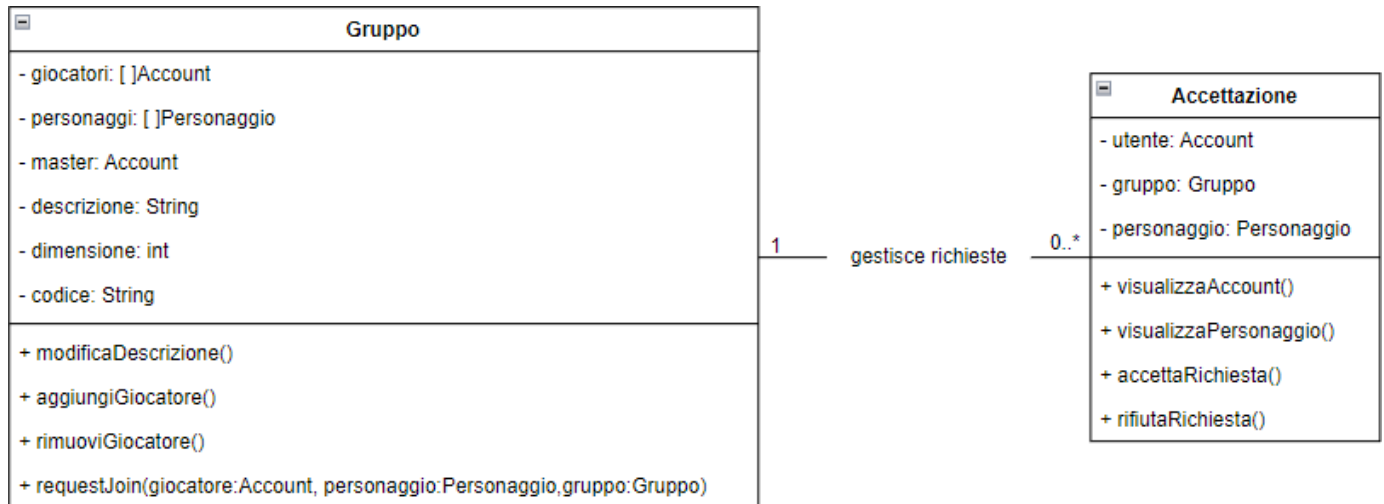 Gruppo
- giocatori: [ ]Account
- personaggi: [ ]Personaggio
- master: Account
- descrizione: String
- dimensione: int
- codice: String
+ modificaDescrizione()
+ aggiungiGiocatore()
+ rimuoviGiocatore()
+ requestJoin(giocatore:Account, personaggio:Personaggio,gruppo:Gruppo)
1
gestisce richieste
0..*
Accettazione
- utente: Account
- gruppo: Gruppo
- personaggio: Personaggio
+ visualizzaAccount()
+ visualizzaPersonaggio()
+ accettaRichiesta()
+ rifiutaRichiesta()